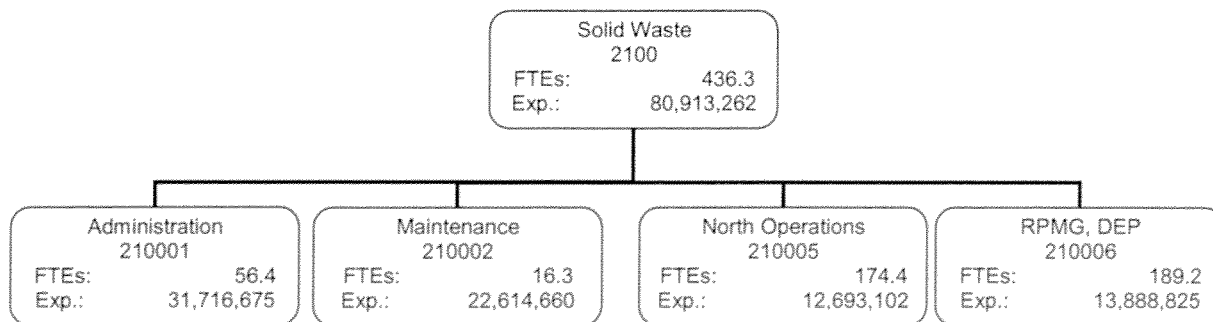 Solid Waste
2100
FTEs: 436.3
Exp.: 80,913,262
Administration
210001
FTEs: 56.4
Exp.: 31,716,675
Maintenance
210002
FTEs: 16.3
Exp.: 22,614,660
North Operations
210005
FTEs: 174.4
Exp.: 12,693,102
RPMG, DEP
210006
FTEs: 189.2
Exp.: 13,888,825